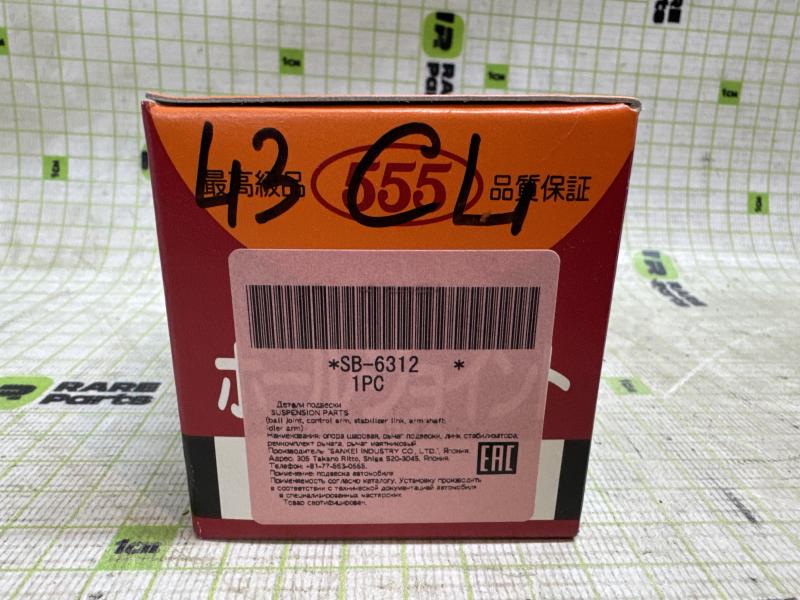 43 CL
最高級品 555 品質保証
*SB-6312 *
1PC
Детали подвески
SUSPENSION PARTS
(ball joint, control arm, stabilizer link, arm shaft,
idler arm)
Наименования: опора шаровая, рычаг подвески, линк стабилизатора,
ремкомплект рычага, рычаг маятниковый
Производитель: "SANKEI INDUSTRY CO., LTD.", Япония.
Адрес: 305 Takano Ritto, Shiga 520-3045, Япония.
Телефон: +81-77-553-0555.
Применение: подвеска автомобиля
Применяемость согласно каталогу. Установку производить
в соответствии с технической документацией автомобиля
в специализированных мастерских
Товар сертифицирован.
EAC
RARE
Parts
1CM